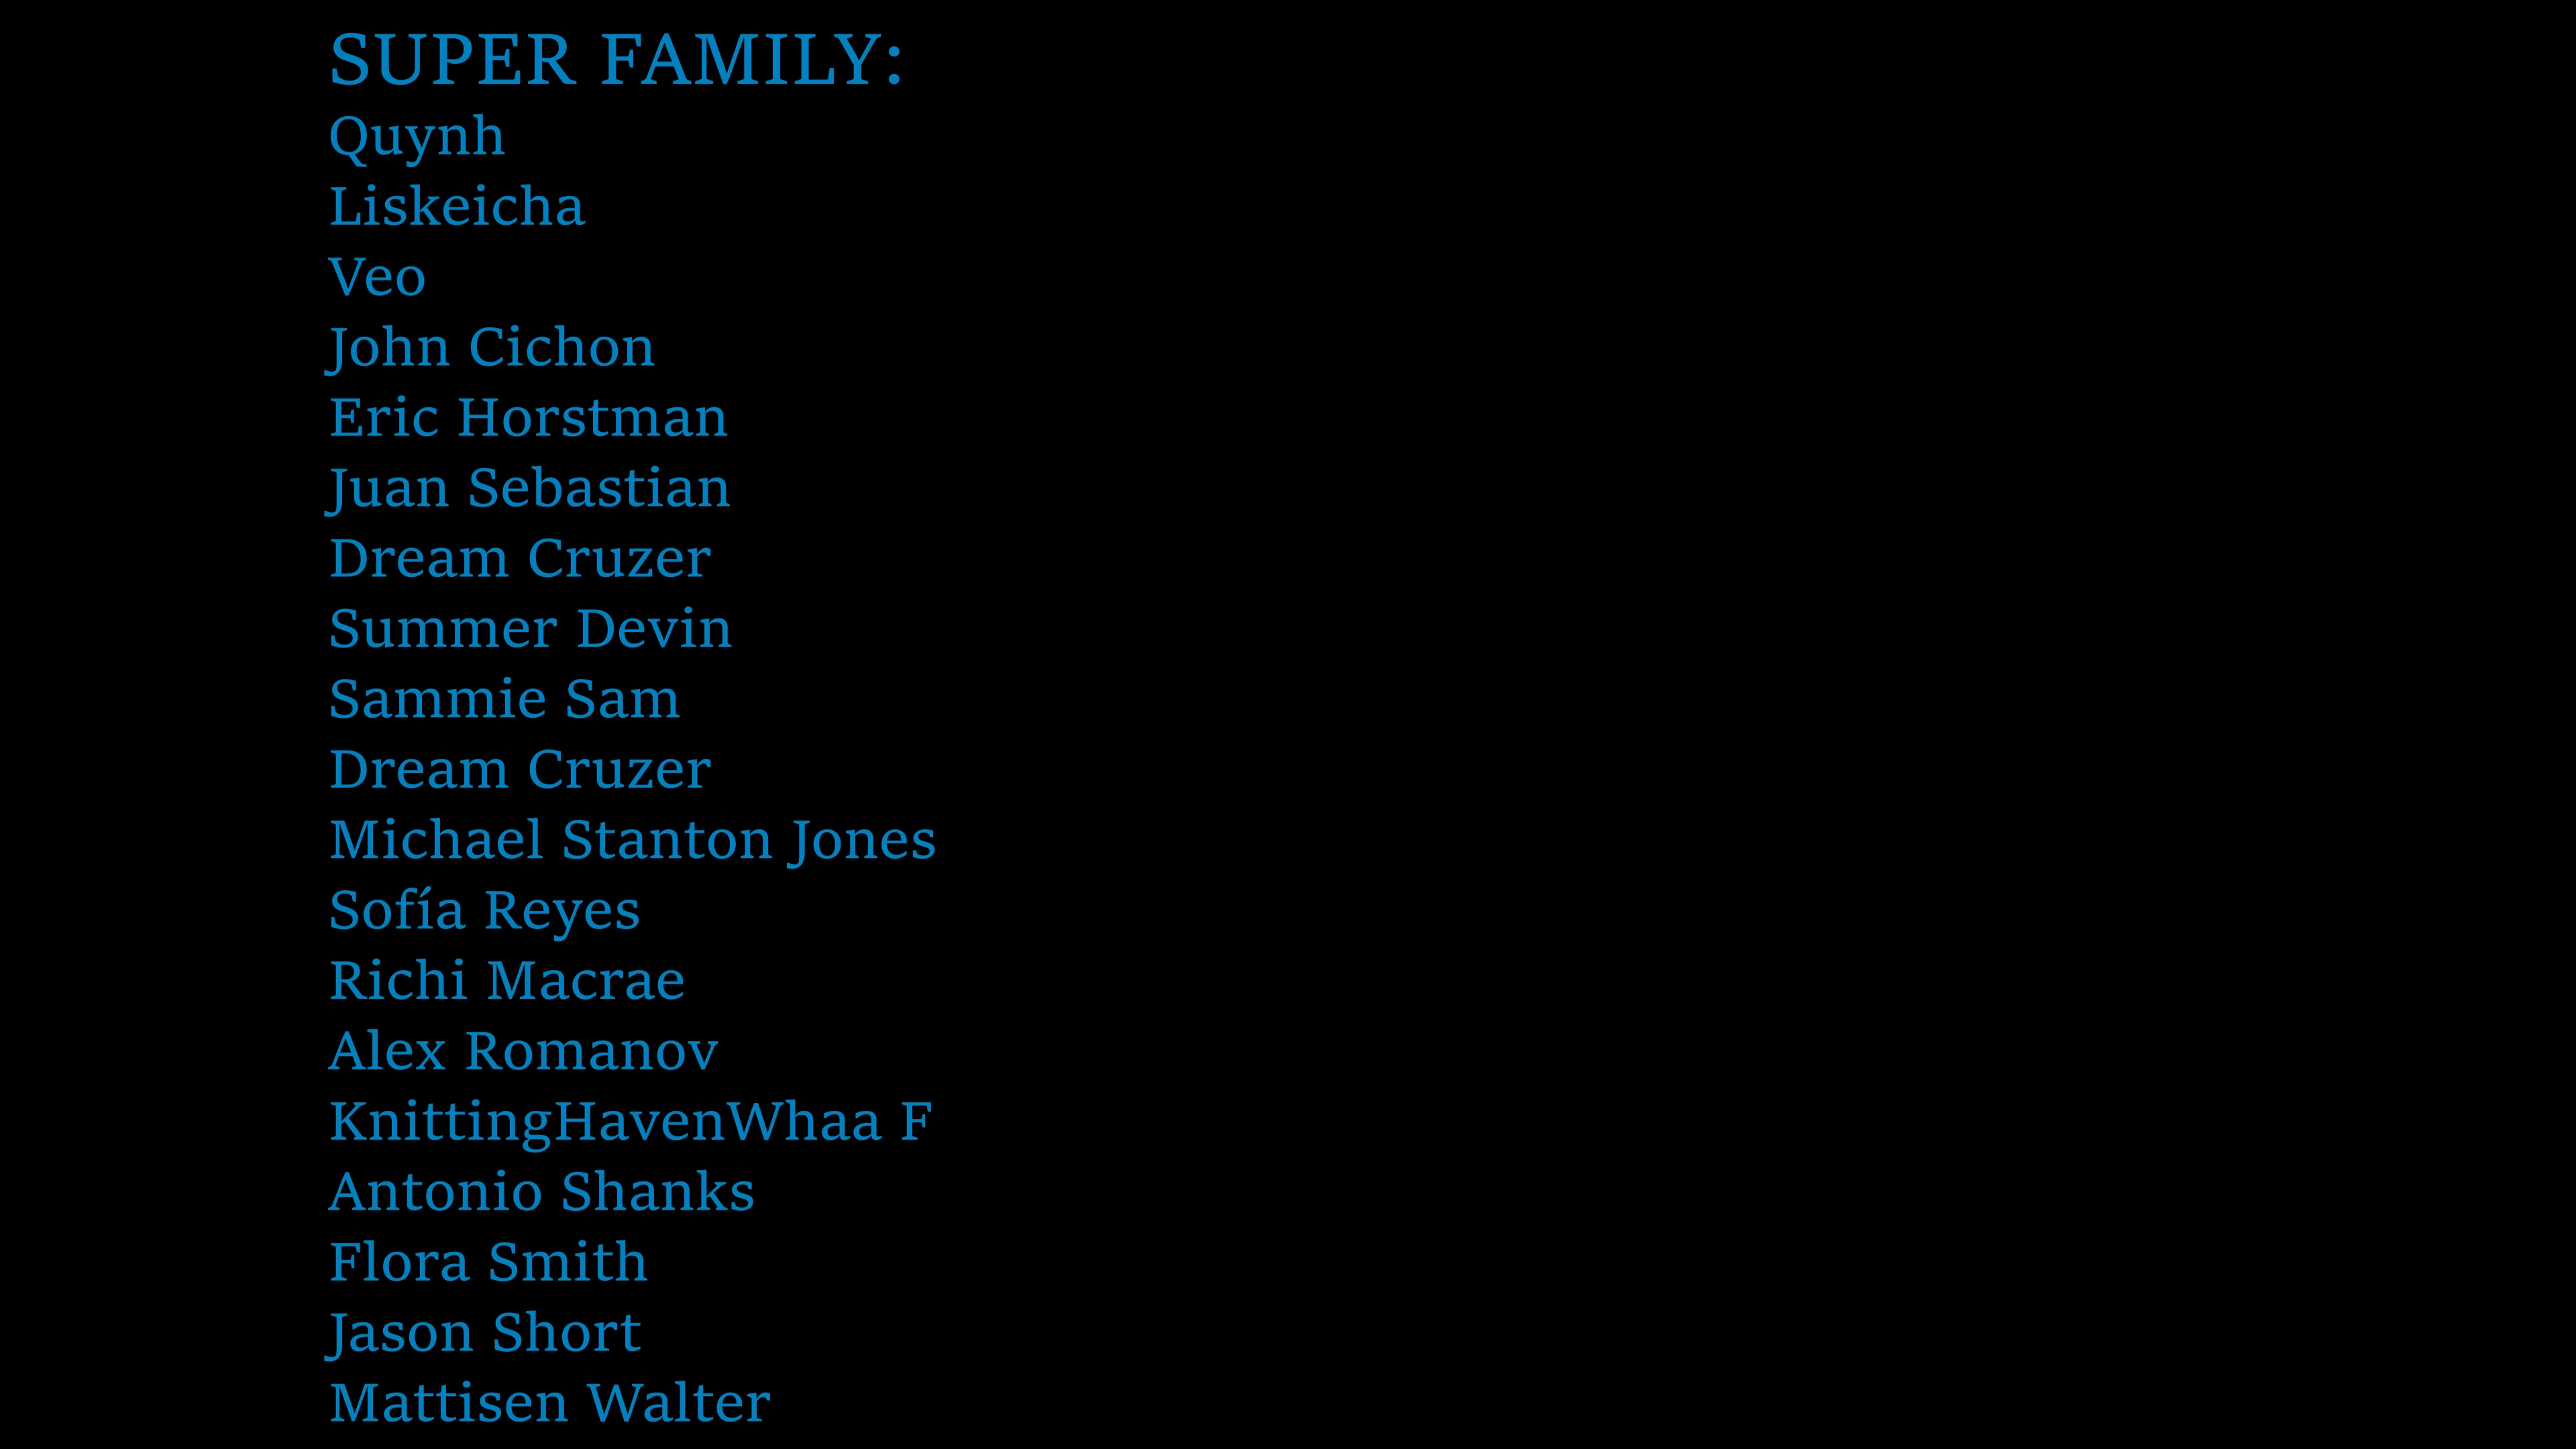 SUPER FAMILY:
Quynh
Liskeicha
Veo
John Cichon
Eric Horstman
Juan Sebastian
Dream Cruzer
Summer Devin
Sammie Sam
Dream Cruzer
Michael Stanton Jones
Sofía Reyes
Richi Macrae
Alex Romanov
KnittingHavenWhaa F
Antonio Shanks
Flora Smith
Jason Short
Mattisen Walter